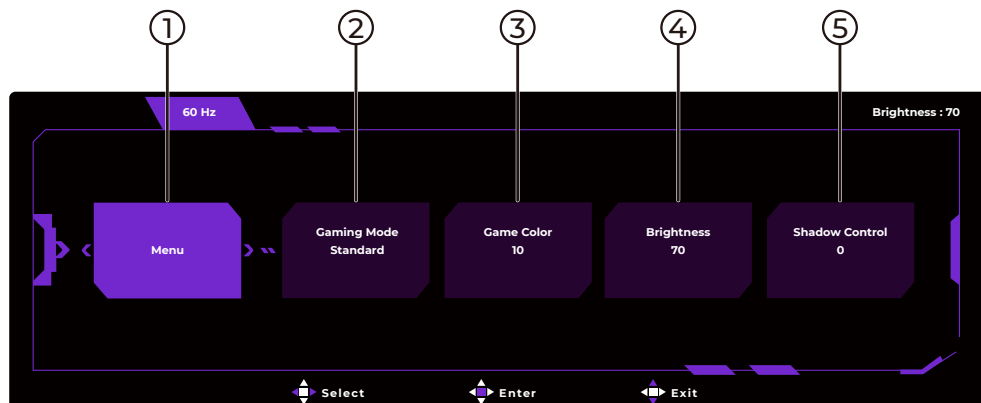 ① ② ③ ④ ⑤
60 Hz
Brightness : 70
Menu
Gaming Mode
Standard
Game Color
10
Brightness
70
Shadow Control
0
Select
Enter
Exit